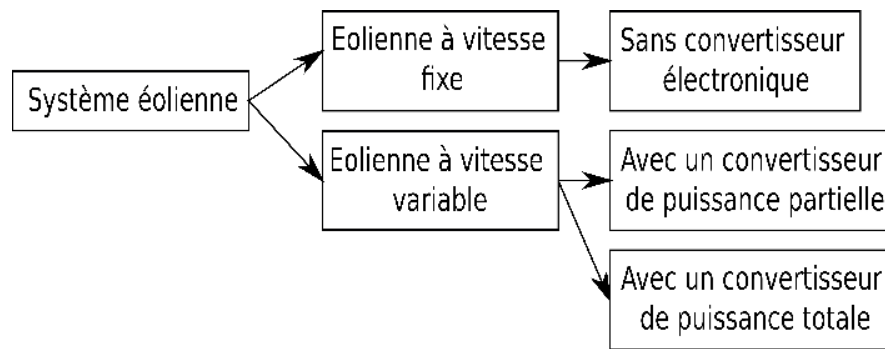 Système éolienne
Eolienne à vitesse
fixe
Sans convertisseur
électronique
Eolienne à vitesse
variable
Avec un convertisseur
de puissance partielle
Avec un convertisseur
de puissance totale